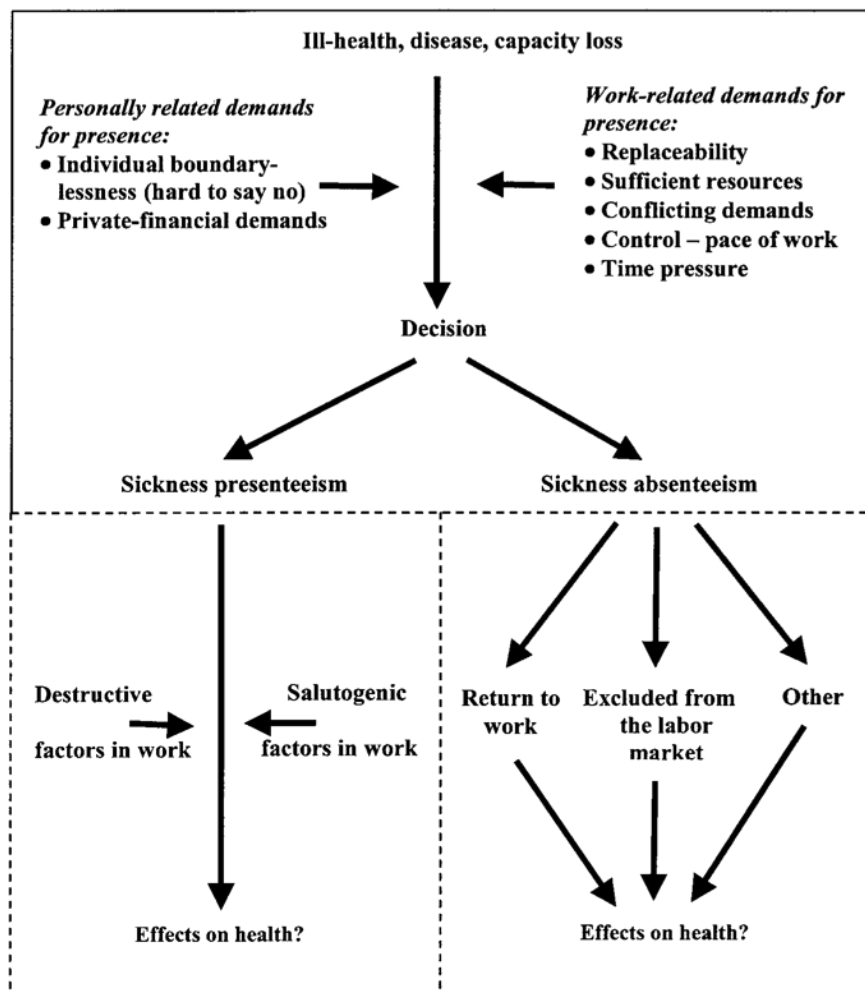 Ill-health, disease, capacity loss
Personally related demands
for presence:
• Individual boundary-
lessness (hard to say no)
• Private-financial demands
Work-related demands for
presence:
• Replaceability
• Sufficient resources
• Conflicting demands
• Control – pace of work
• Time pressure
Decision
Sickness presenteeism
Sickness absenteeism
Destructive
factors in work
Salutogenic
factors in work
Return to
work
Excluded from
the labor
market
Other
Effects on health?
Effects on health?